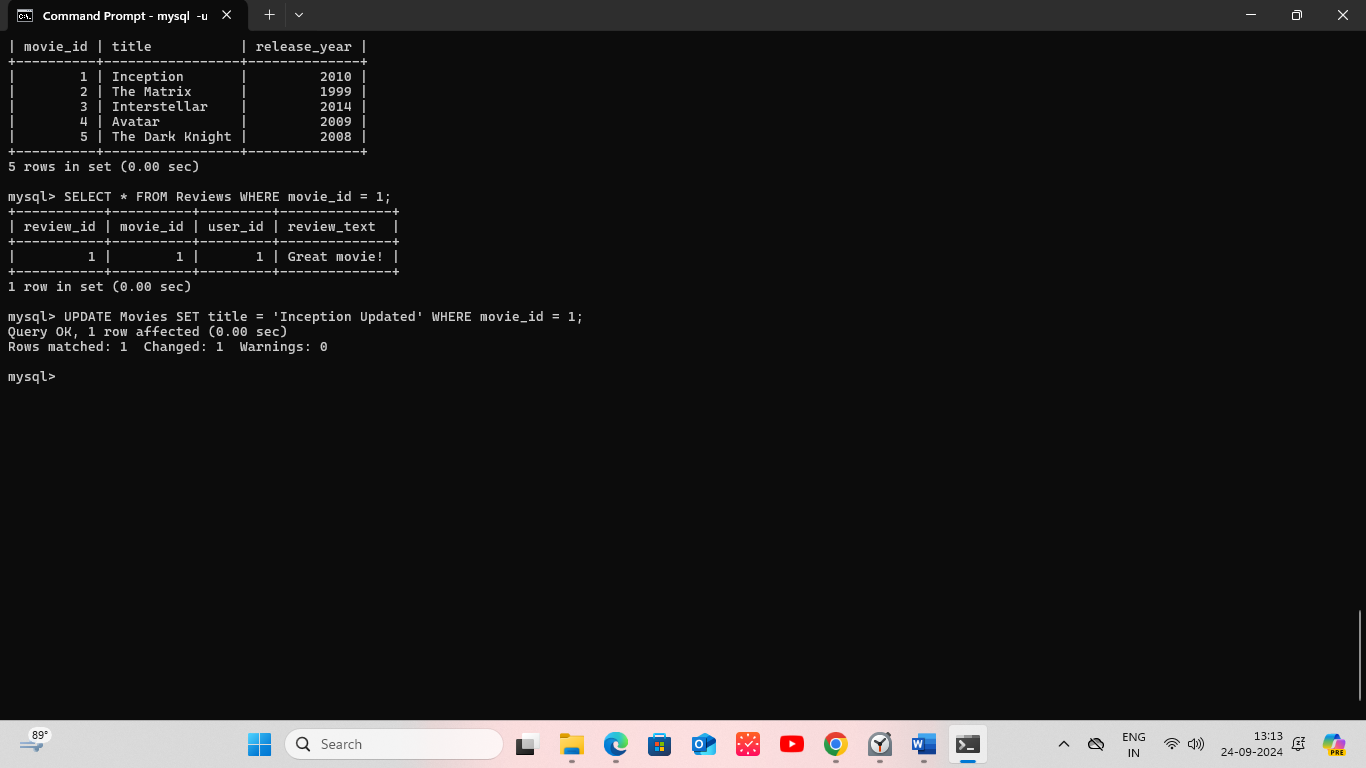 Command Prompt - mysql -u
| movie_id | title           | release_year |
+----------+-----------------+--------------+
|        1 | Inception       |         2010 |
|        2 | The Matrix      |         1999 |
|        3 | Interstellar    |         2014 |
|        4 | Avatar          |         2009 |
|        5 | The Dark Knight |         2008 |
+----------+-----------------+--------------+
5 rows in set (0.00 sec)
mysql> SELECT * FROM Reviews WHERE movie_id = 1;
+-----------+----------+---------+--------------+
| review_id | movie_id | user_id | review_text  |
+-----------+----------+---------+--------------+
|         1 |        1 |       1 | Great movie! |
+-----------+----------+---------+--------------+
1 row in set (0.00 sec)
mysql> UPDATE Movies SET title = 'Inception Updated' WHERE movie_id = 1;
Query OK, 1 row affected (0.00 sec)
Rows matched: 1  Changed: 1  Warnings: 0
mysql>
89°
Search
ENG
IN
13:13
24-09-2024
PRE